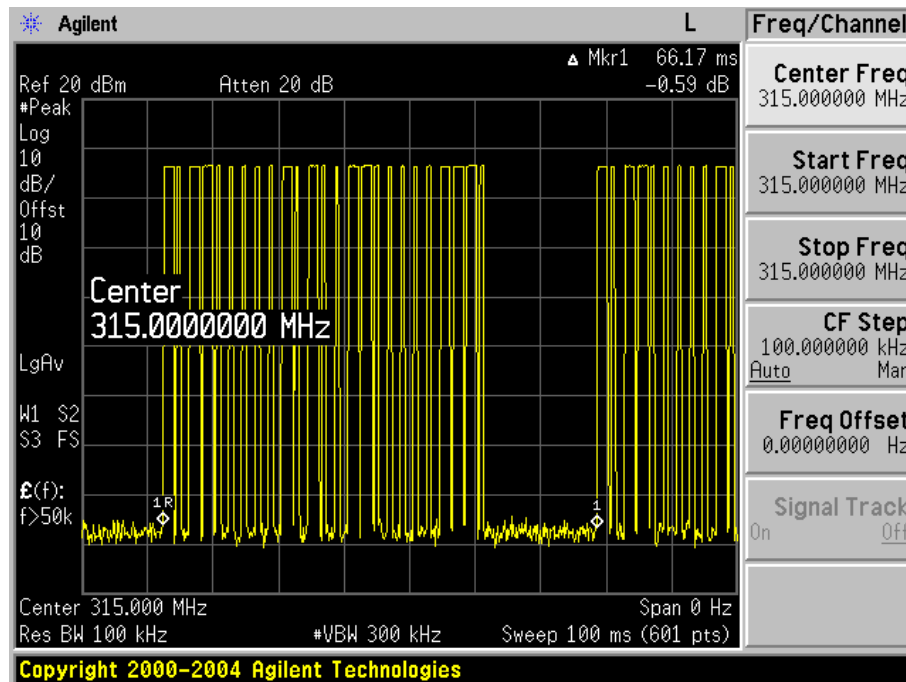 Agilent
L
Freq/Channel
Δ Mkr1 66.17 ms
Ref 20 dBm Atten 20 dB −0.59 dB
#Peak
Log
10
dB/
Offst
10
dB
LgAv
W1 S2
S3 FS
£(f):
f>50k
Center
315.0000000 MHz
1R
1
Center 315.000 MHz Span 0 Hz
Res BW 100 kHz #VBW 300 kHz Sweep 100 ms (601 pts)
Center Freq
315.000000 MHz
Start Freq
315.000000 MHz
Stop Freq
315.000000 MHz
CF Step
100.000000 kHz
Auto Man
Freq Offset
0.00000000 Hz
Signal Track
On Off
Copyright 2000–2004 Agilent Technologies